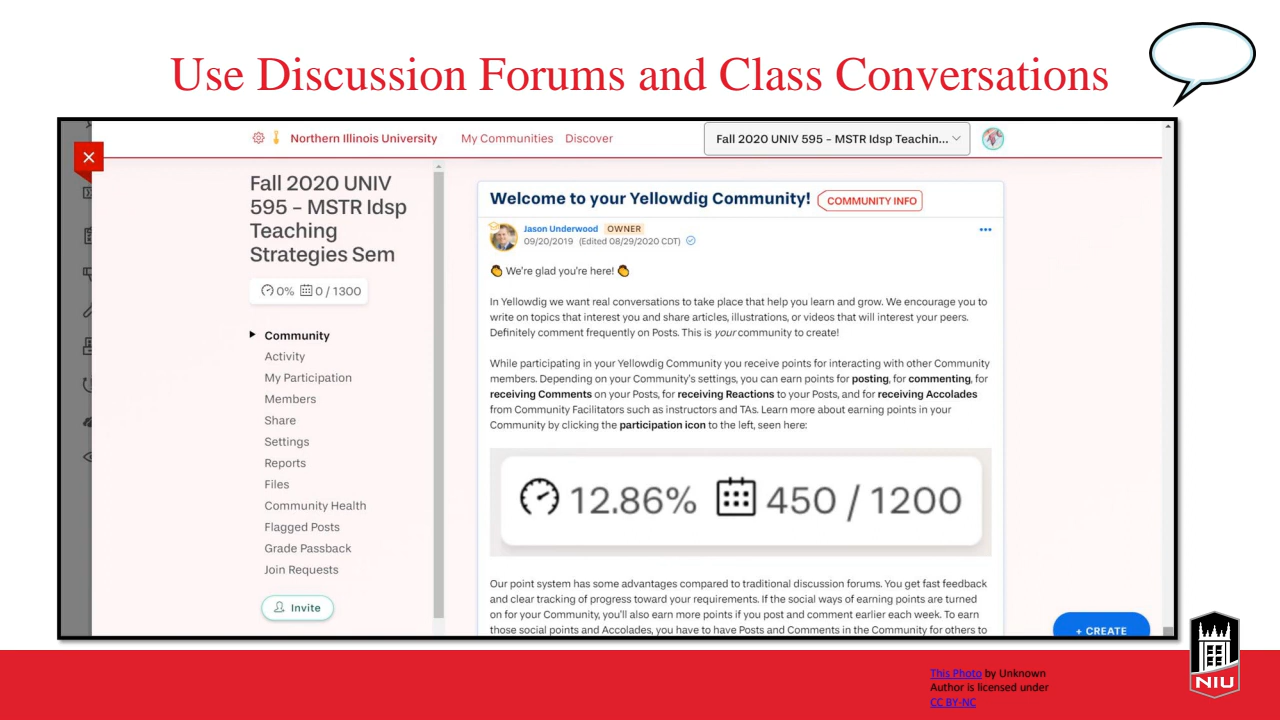 Use Discussion Forums and Class Conversations
Northern Illinois University My Communities Discover Fall 2020 UNIV 595 - MSTR Idsp Teachin...
Fall 2020 UNIV
595 – MSTR Idsp
Teaching
Strategies Sem
0% 0 / 1300
Community
Activity
My Participation
Members
Share
Settings
Reports
Files
Community Health
Flagged Posts
Grade Passback
Join Requests
Invite
Welcome to your Yellowdig Community! COMMUNITY INFO
Jason Underwood OWNER
09/20/2019 (Edited 08/29/2020 CDT)
👏 We're glad you're here! 👏
In Yellowdig we want real conversations to take place that help you learn and grow. We encourage you to
write on topics that interest you and share articles, illustrations, or videos that will interest your peers.
Definitely comment frequently on Posts. This is your community to create!
While participating in your Yellowdig Community you receive points for interacting with other Community
members. Depending on your Community's settings, you can earn points for posting, for commenting, for
receiving Comments on your Posts, for receiving Reactions to your Posts, and for receiving Accolades
from Community Facilitators such as instructors and TAs. Learn more about earning points in your
Community by clicking the participation icon to the left, seen here:
12.86% 450 / 1200
Our point system has some advantages compared to traditional discussion forums. You get fast feedback
and clear tracking of progress toward your requirements. If the social ways of earning points are turned
on for your Community, you'll also earn more points if you post and comment earlier each week. To earn
those social points and Accolades, you have to have Posts and Comments in the Community for others to
+ CREATE
This Photo by Unknown
Author is licensed under
CC BY-NC
NIU